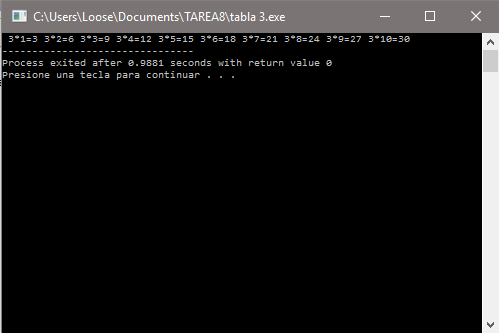 C:\Users\Loose\Documents\TAREA8\tabla 3.exe
3*1=3 3*2=6 3*3=9 3*4=12 3*5=15 3*6=18 3*7=21 3*8=24 3*9=27 3*10=30
--------------------------------
Process exited after 0.9881 seconds with return value 0
Presione una tecla para continuar . . .